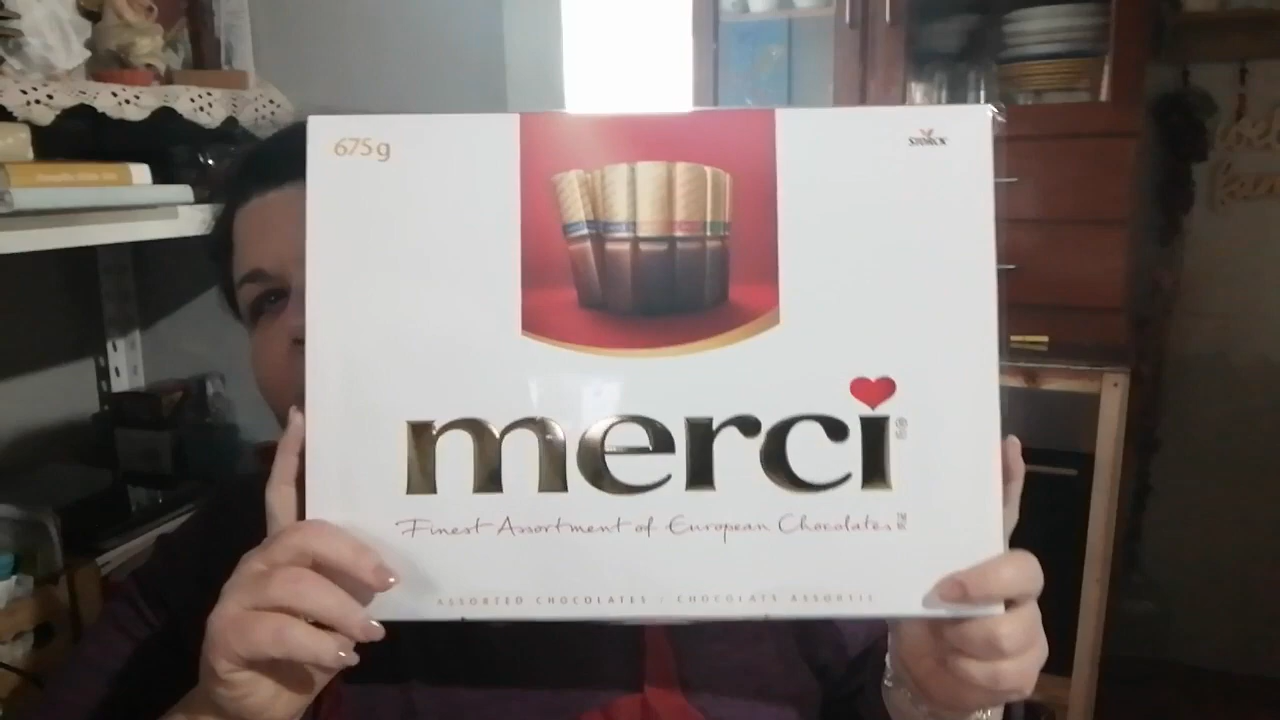 675g
STORCK
merci
Finest Assortment of European Chocolates
ASSORTED CHOCOLATES - CHOCOLATS ASSORTIS